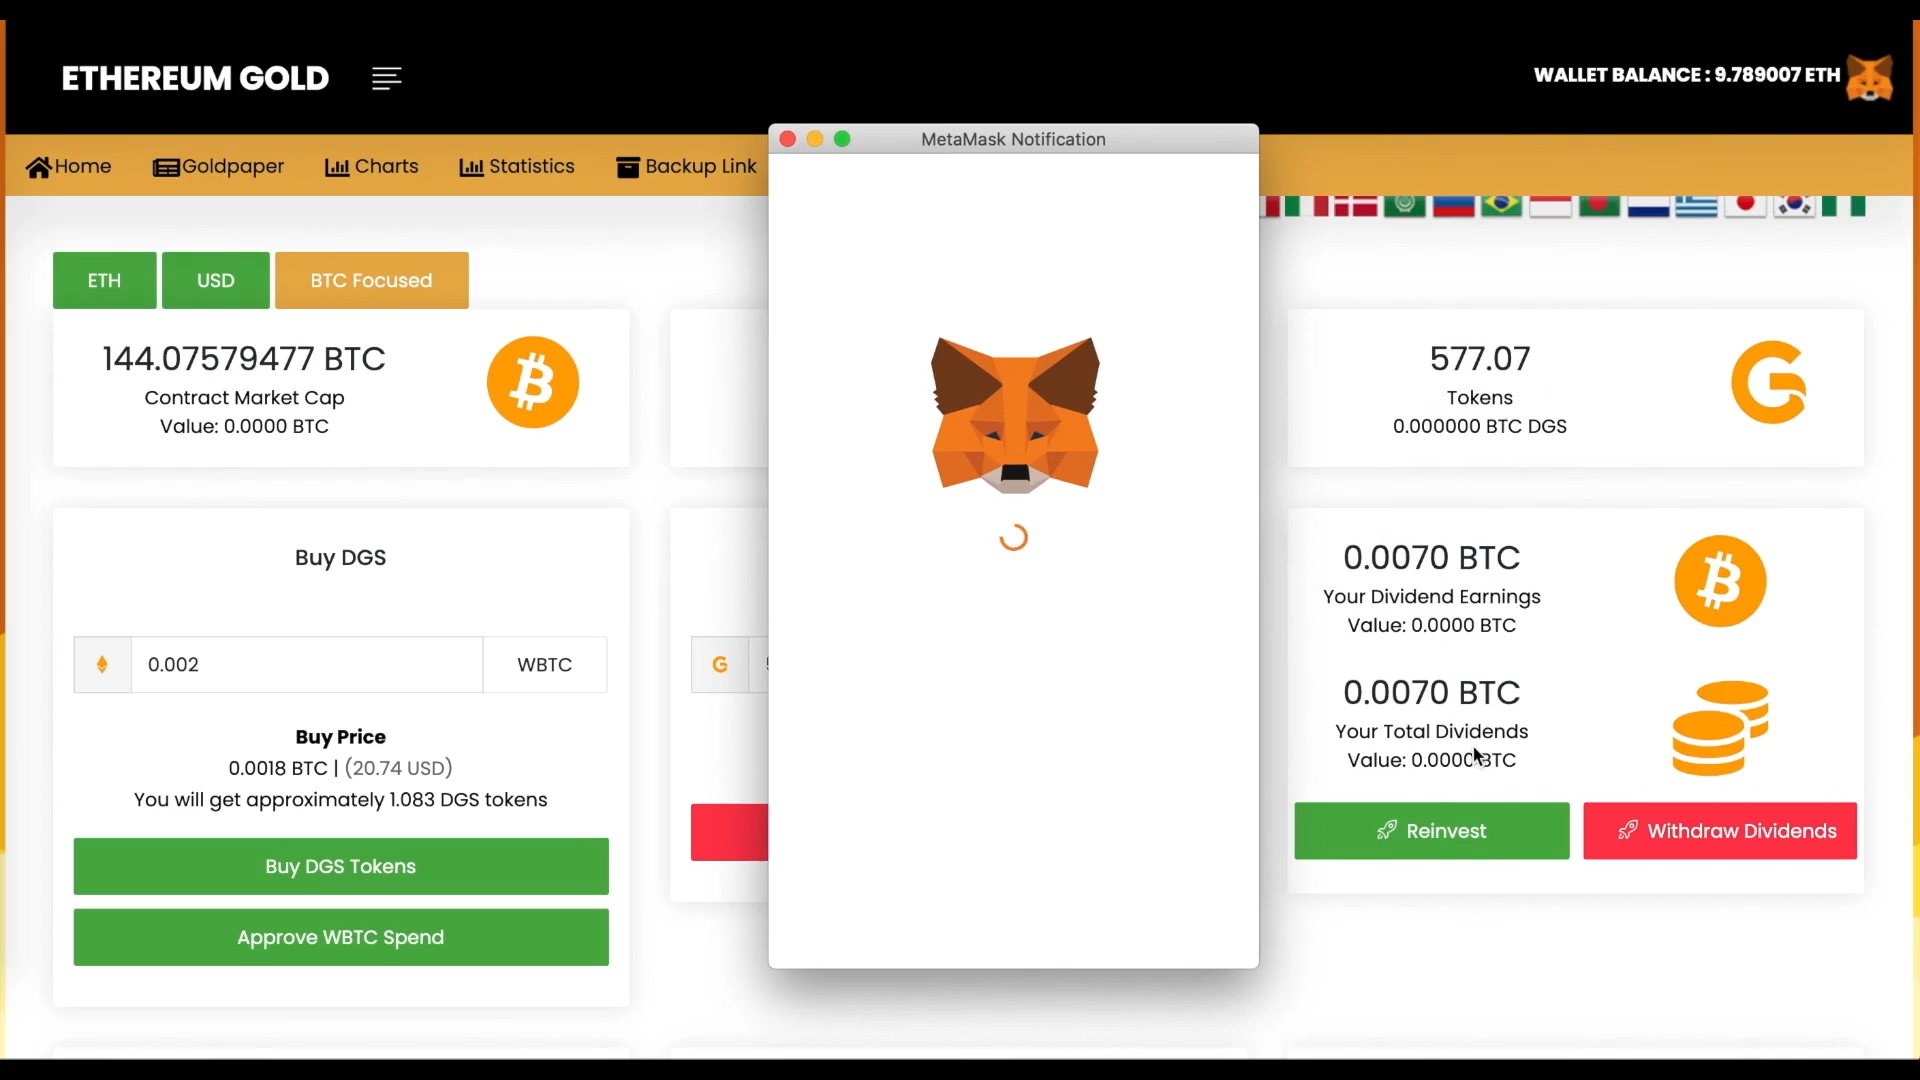 ETHEREUM GOLD
WALLET BALANCE : 9.789007 ETH
MetaMask Notification
Home
Goldpaper
Charts
Statistics
Backup Link
ETH
USD
BTC Focused
144.07579477 BTC
Contract Market Cap
Value: 0.0000 BTC
577.07
Tokens
0.000000 BTC DGS
Buy DGS
0.002
WBTC
Buy Price
0.0018 BTC | (20.74 USD)
You will get approximately 1.083 DGS tokens
Buy DGS Tokens
Approve WBTC Spend
0.0070 BTC
Your Dividend Earnings
Value: 0.0000 BTC
0.0070 BTC
Your Total Dividends
Value: 0.0000 BTC
Reinvest
Withdraw Dividends